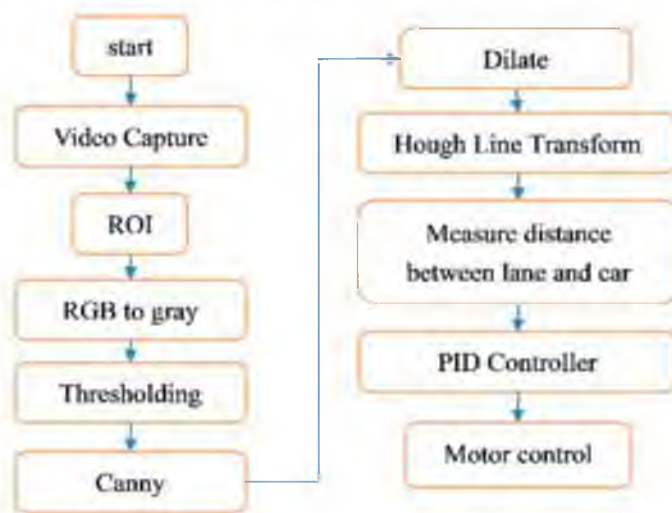 start
Video Capture
ROI
RGB to gray
Thresholding
Canny
Dilate
Hough Line Transform
Measure distance
between lane and car
PID Controller
Motor control